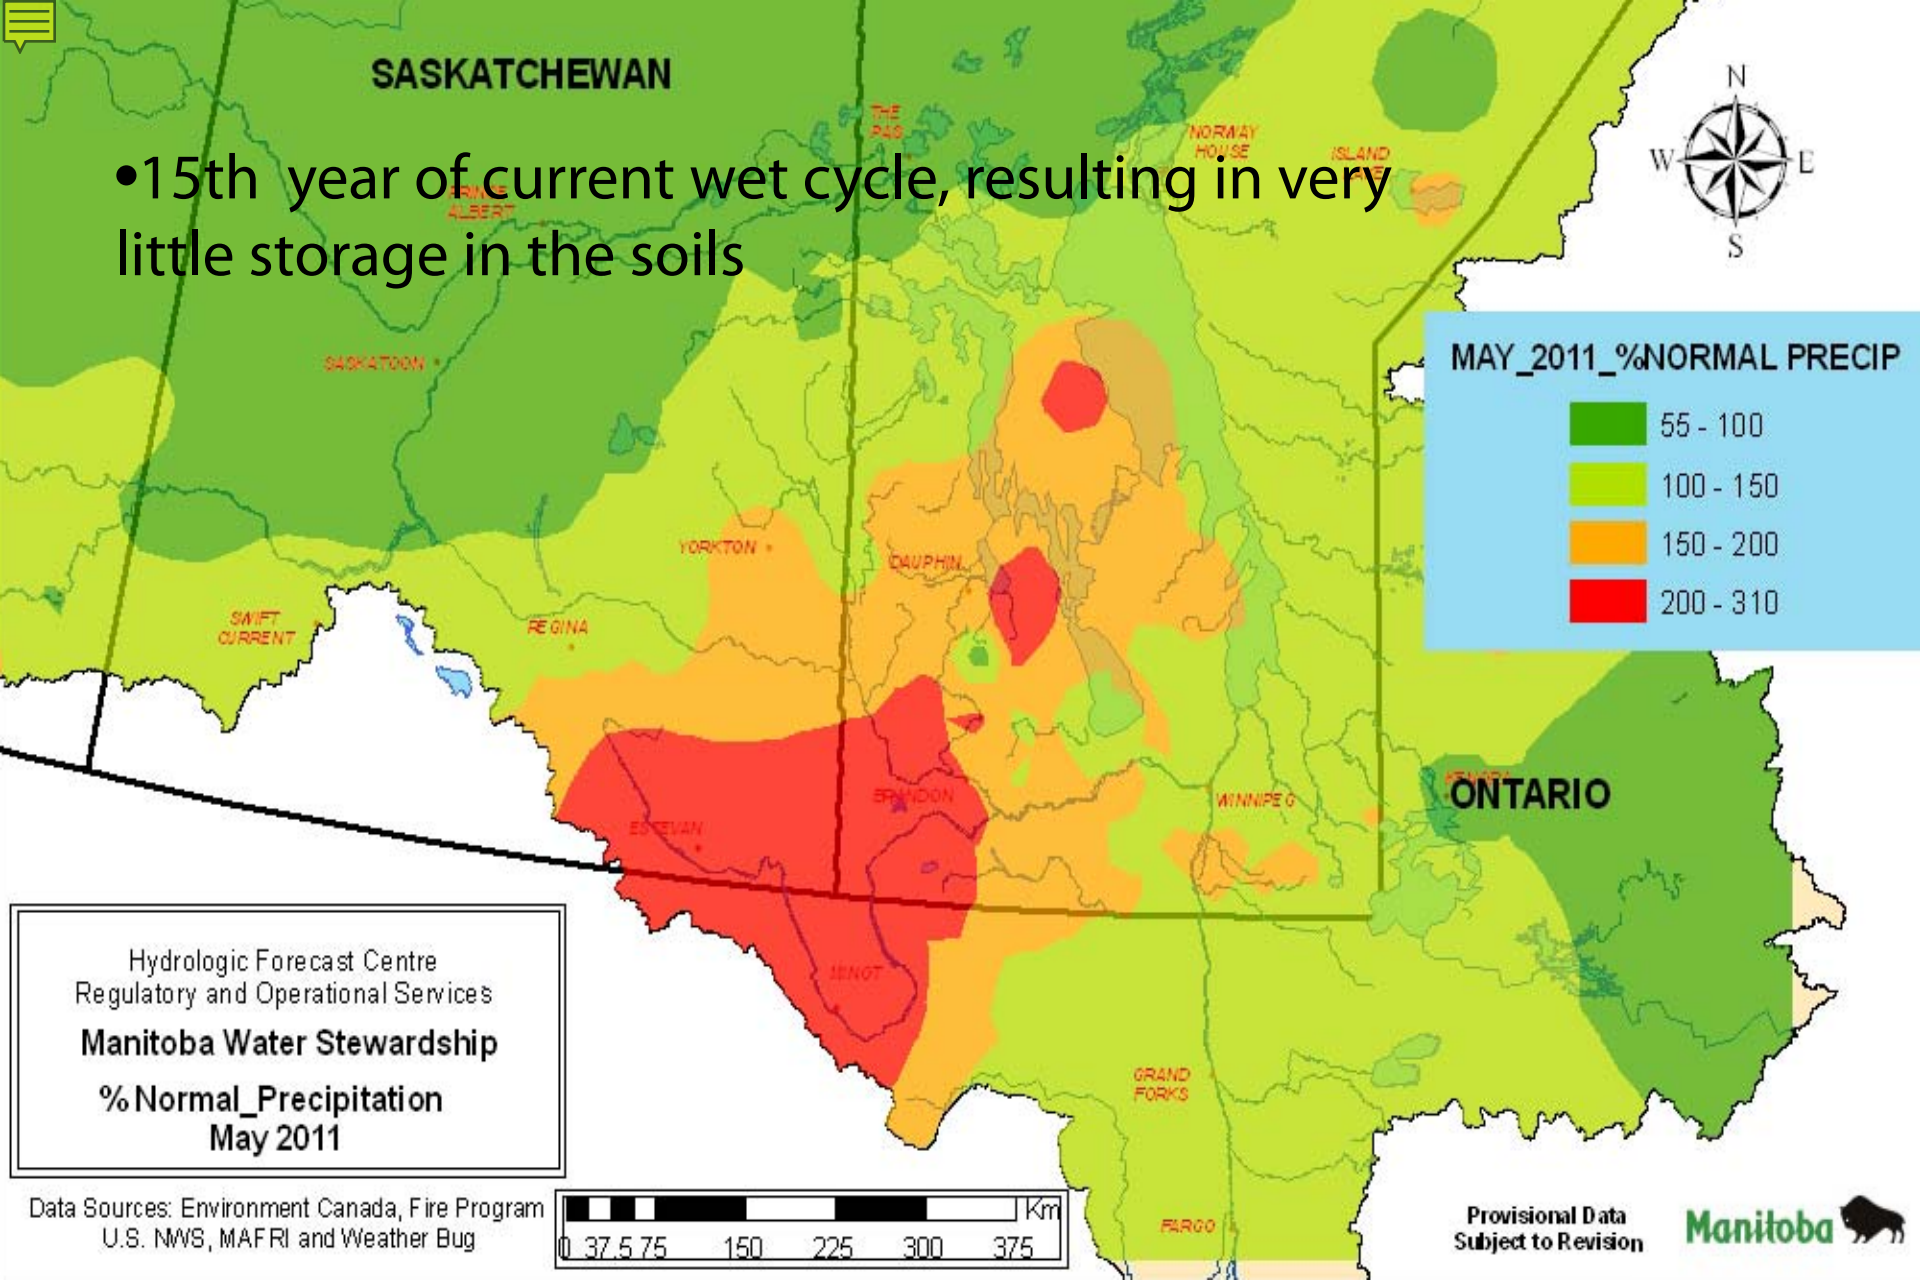 SASKATCHEWAN
•15th year of current wet cycle, resulting in very
little storage in the soils
THE
PAS
NORWAY
HOUSE
ISLAND
LAKE
PRINCE
ALBERT
SASKATOON
YORKTON
DAUPHIN
SWIFT
CURRENT
REGINA
ESTEVAN
BRANDON
WINNIPEG
KENORA
ONTARIO
GRAND
FORKS
FARGO
N
W
E
S
MAY_2011_%NORMAL PRECIP
55 - 100
100 - 150
150 - 200
200 - 310
Hydrologic Forecast Centre
Regulatory and Operational Services
Manitoba Water Stewardship
% Normal_Precipitation
May 2011
Data Sources: Environment Canada, Fire Program
U.S. NWS, MAFRI and Weather Bug
Km
0 37.5 75 150 225 300 375
Provisional Data
Subject to Revision
Manitoba